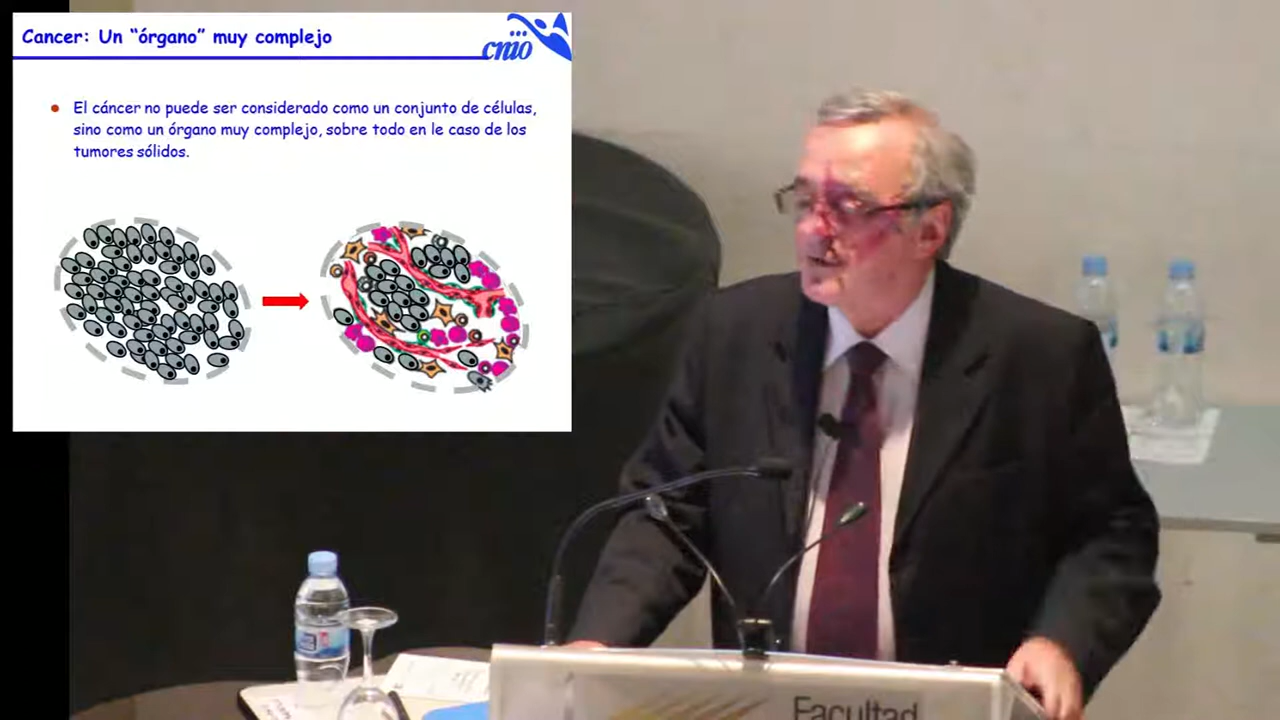 Cancer: Un “órgano” muy complejo
cnio
El cáncer no puede ser considerado como un conjunto de células,
sino como un órgano muy complejo, sobre todo en le caso de los
tumores sólidos.
Facultad